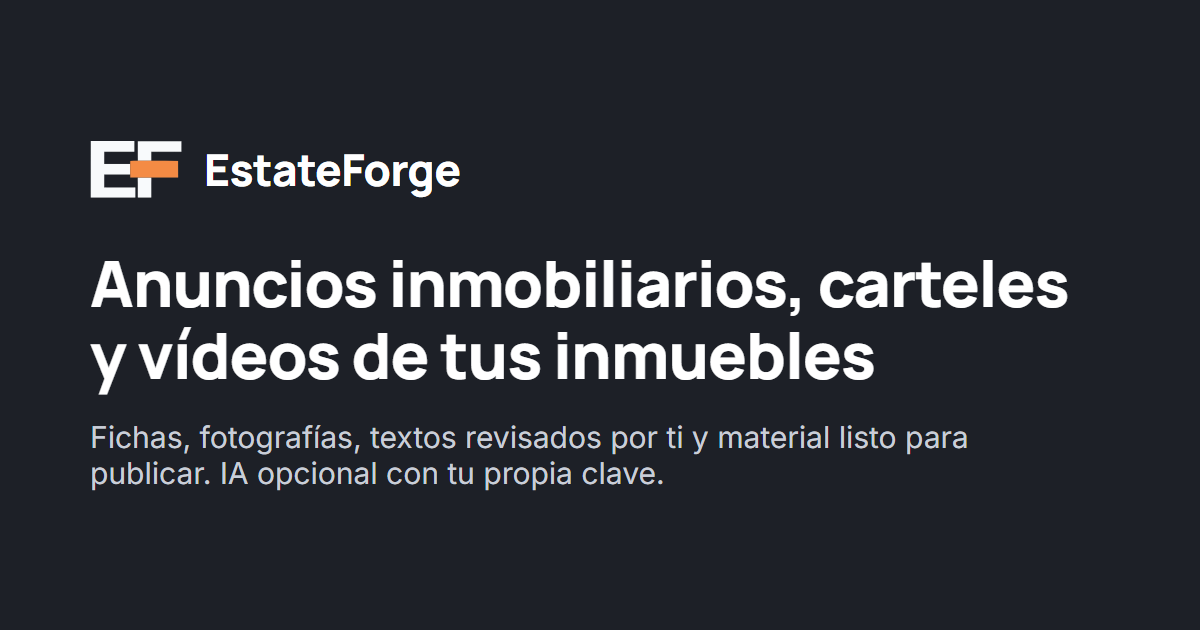 EF EstateForge
Anuncios inmobiliarios, carteles
y vídeos de tus inmuebles
Fichas, fotografías, textos revisados por ti y material listo para
publicar. IA opcional con tu propia clave.